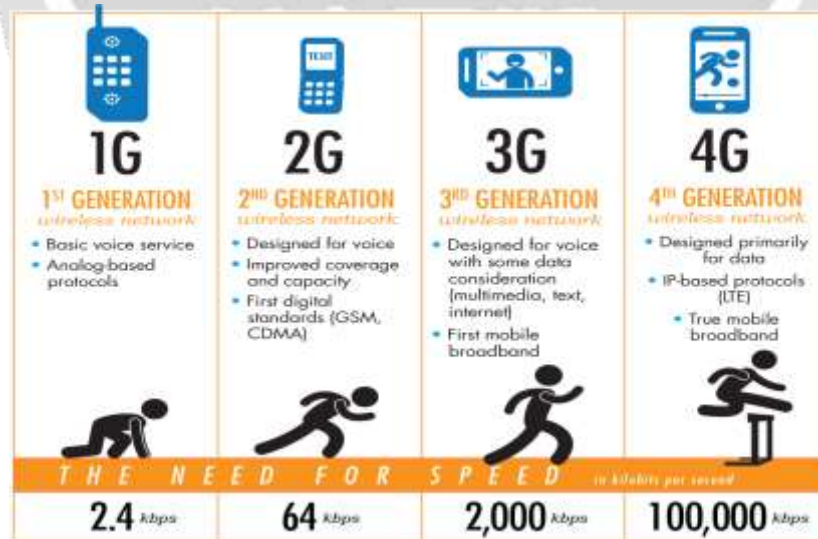 TEXT
1G
1ST GENERATION
wireless network
• Basic voice service
• Analog-based
protocols
2G
2ND GENERATION
wireless network
• Designed for voice
• Improved coverage
and capacity
• First digital
standards (GSM,
CDMA)
3G
3RD GENERATION
wireless network
• Designed for voice
with some data
consideration
(multimedia, text,
internet)
• First mobile
broadband
4G
4TH GENERATION
wireless network
• Designed primarily
for data
• IP-based protocols
(LTE)
• True mobile
broadband
THE NEED FOR SPEED in kilobits per second
2.4 kbps
64 kbps
2,000 kbps
100,000 kbps